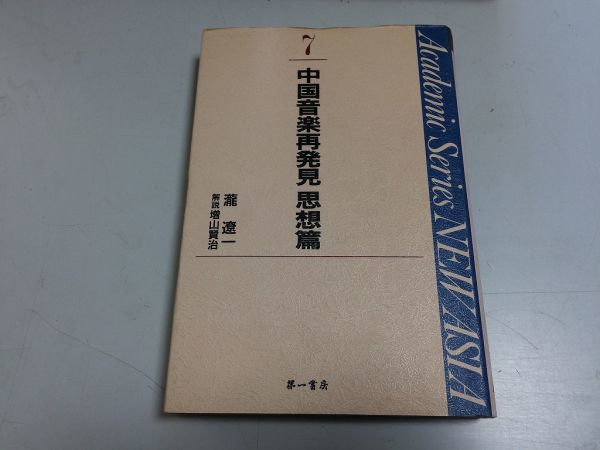 7
中国音楽再発見 思想篇
瀧 遼一
解説 増山賢治
第一書房
Academic Series NEW ASIA